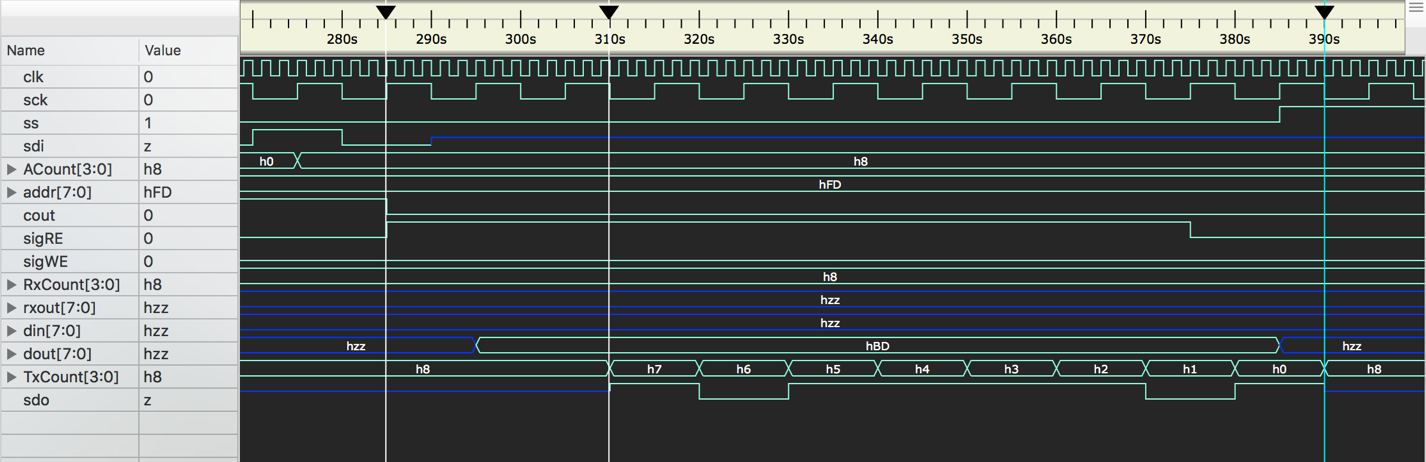 280s 290s 300s 310s 320s 330s 340s 350s 360s 370s 380s 390s
Name Value
clk 0
sck 0
ss 1
sdi z
ACount[3:0] h8 h0 h8
addr[7:0] hFD hFD
cout 0
sigRE 0
sigWE 0
RxCount[3:0] h8 h8
rxout[7:0] hzz hzz
din[7:0] hzz hzz
dout[7:0] hzz hzz hBD hzz
TxCount[3:0] h8 h8 h7 h6 h5 h4 h3 h2 h1 h0 h8
sdo z